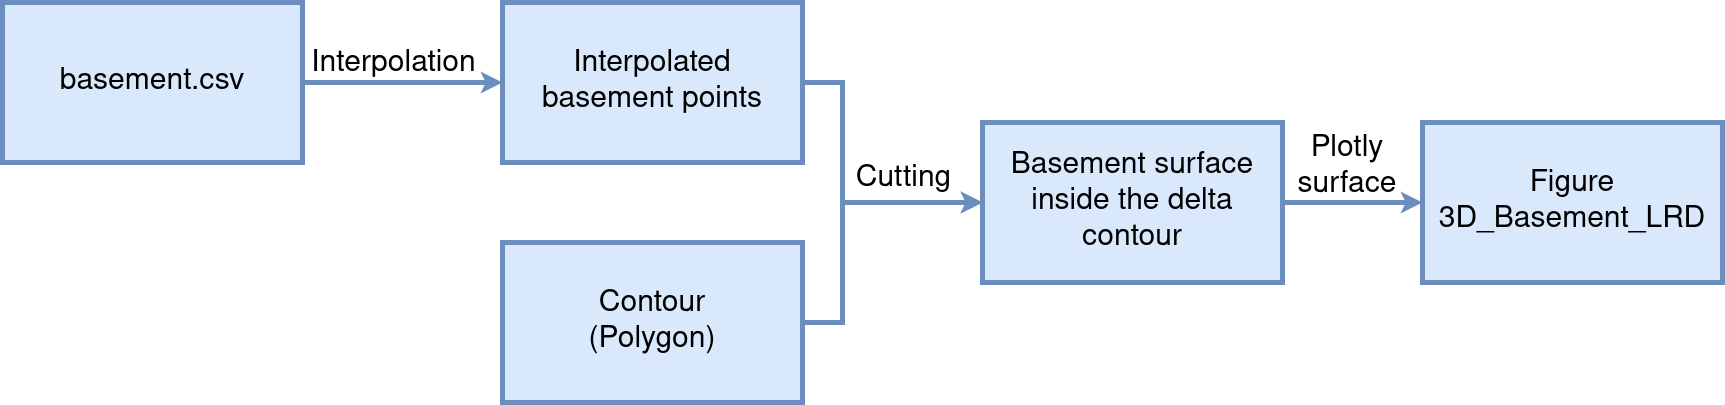 basement.csv
Interpolation
Interpolated
basement points
Contour
(Polygon)
Cutting
Basement surface
inside the delta
contour
Plotly
surface
Figure
3D_Basement_LRD